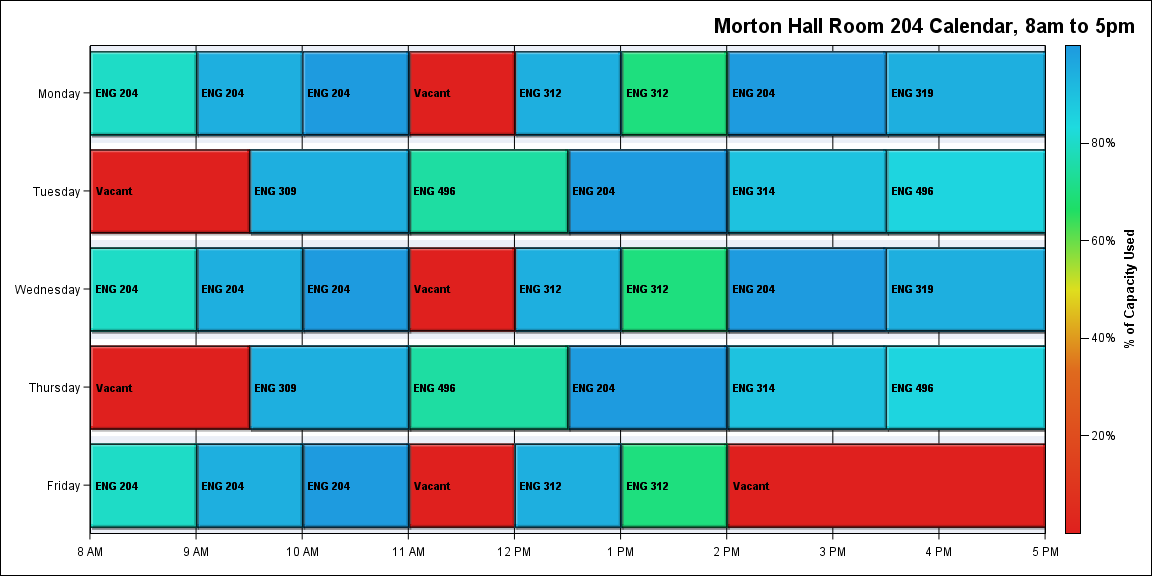 Morton Hall Room 204 Calendar, 8am to 5pm
Monday ENG 204 ENG 204 ENG 204 Vacant ENG 312 ENG 312 ENG 204 ENG 319
Tuesday Vacant ENG 309 ENG 496 ENG 204 ENG 314 ENG 496
Wednesday ENG 204 ENG 204 ENG 204 Vacant ENG 312 ENG 312 ENG 204 ENG 319
Thursday Vacant ENG 309 ENG 496 ENG 204 ENG 314 ENG 496
Friday ENG 204 ENG 204 ENG 204 Vacant ENG 312 ENG 312 Vacant
8 AM 9 AM 10 AM 11 AM 12 PM 1 PM 2 PM 3 PM 4 PM 5 PM
80%
60%
40%
20%
% of Capacity Used